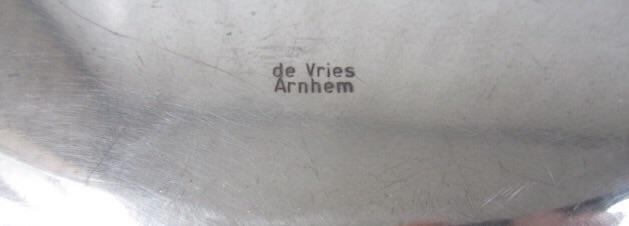 de Vries
Arnhem